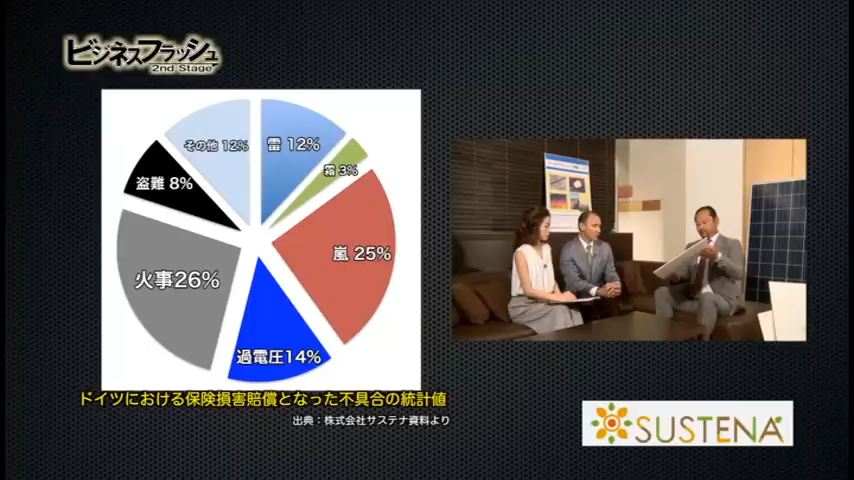 ビジネスフラッシュ
2nd Stage
その他 12%
雷 12%
霜 3%
盗難 8%
嵐 25%
火事26%
過電圧14%
ドイツにおける保険損害賠償となった不具合の統計値
出典：株式会社サステナ資料より
SUSTENA